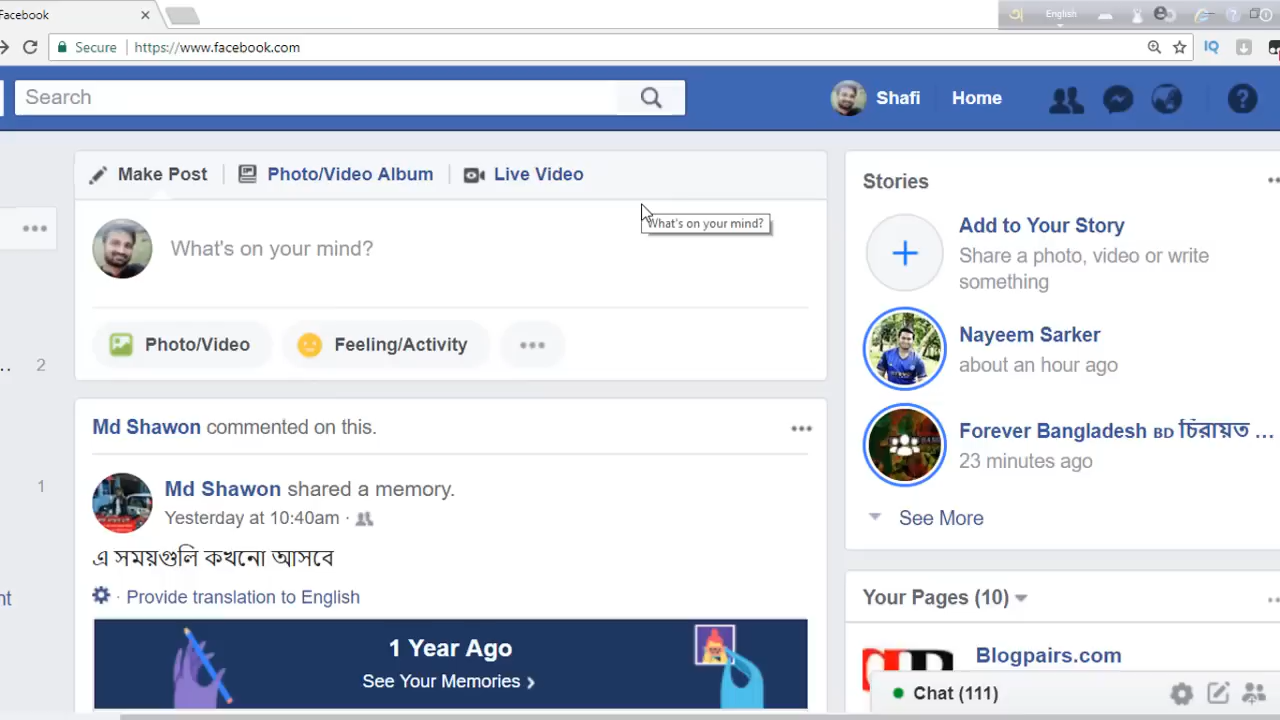 Facebook
English
Secure
https://www.facebook.com
Search
Shafi
Home
Make Post
Photo/Video Album
Live Video
What's on your mind?
What's on your mind?
Photo/Video
Feeling/Activity
Stories
Add to Your Story
Share a photo, video or write
something
Nayeem Sarker
about an hour ago
Forever Bangladesh BD চিরায়ত ...
23 minutes ago
See More
2
1
Md Shawon commented on this.
Md Shawon shared a memory.
Yesterday at 10:40am ·
এ সময়গুলি কখনো আসবে
· Provide translation to English
1 Year Ago
See Your Memories ›
Your Pages (10)
Blogpairs.com
Chat (111)